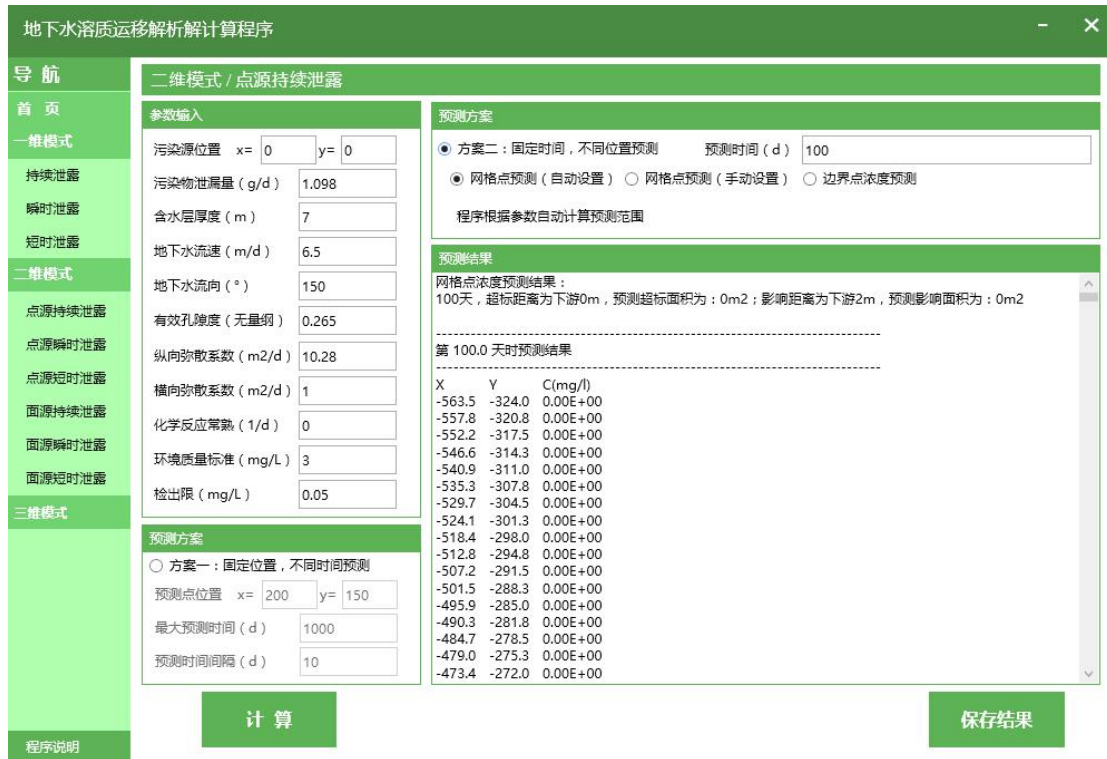 地下水溶质运移解析解计算程序
导 航
首 页
一维模式
持续泄露
瞬时泄露
短时泄露
二维模式
点源持续泄露
点源瞬时泄露
点源短时泄露
面源持续泄露
面源瞬时泄露
面源短时泄露
三维模式
程序说明
二维模式 / 点源持续泄露
参数输入
污染源位置 x= 0 y= 0
污染物泄漏量 ( g/d ) 1.098
含水层厚度 ( m ) 7
地下水流速 ( m/d ) 6.5
地下水流向 ( ° ) 150
有效孔隙度 ( 无量纲 ) 0.265
纵向弥散系数 ( m2/d ) 10.28
横向弥散系数 ( m2/d ) 1
化学反应常熟 ( 1/d ) 0
环境质量标准 ( mg/L ) 3
检出限 ( mg/L ) 0.05
预测方案
方案一：固定位置，不同时间预测
预测点位置 x= 200 y= 150
最大预测时间 ( d ) 1000
预测时间间隔 ( d ) 10
计 算
预测方案
方案二：固定时间，不同位置预测 预测时间 ( d ) 100
网格点预测 ( 自动设置 ) 网格点预测 ( 手动设置 ) 边界点浓度预测
程序根据参数自动计算预测范围
预测结果
网格点浓度预测结果：
100天，超标距离为下游0m，预测超标面积为：0m2；影响距离为下游2m，预测影响面积为：0m2
--------------------------------------------------------------------------------
第 100.0 天时预测结果
--------------------------------------------------------------------------------
X Y C(mg/l)
-563.5 -324.0 0.00E+00
-557.8 -320.8 0.00E+00
-552.2 -317.5 0.00E+00
-546.6 -314.3 0.00E+00
-540.9 -311.0 0.00E+00
-535.3 -307.8 0.00E+00
-529.7 -304.5 0.00E+00
-524.1 -301.3 0.00E+00
-518.4 -298.0 0.00E+00
-512.8 -294.8 0.00E+00
-507.2 -291.5 0.00E+00
-501.5 -288.3 0.00E+00
-495.9 -285.0 0.00E+00
-490.3 -281.8 0.00E+00
-484.7 -278.5 0.00E+00
-479.0 -275.3 0.00E+00
-473.4 -272.0 0.00E+00
保存结果